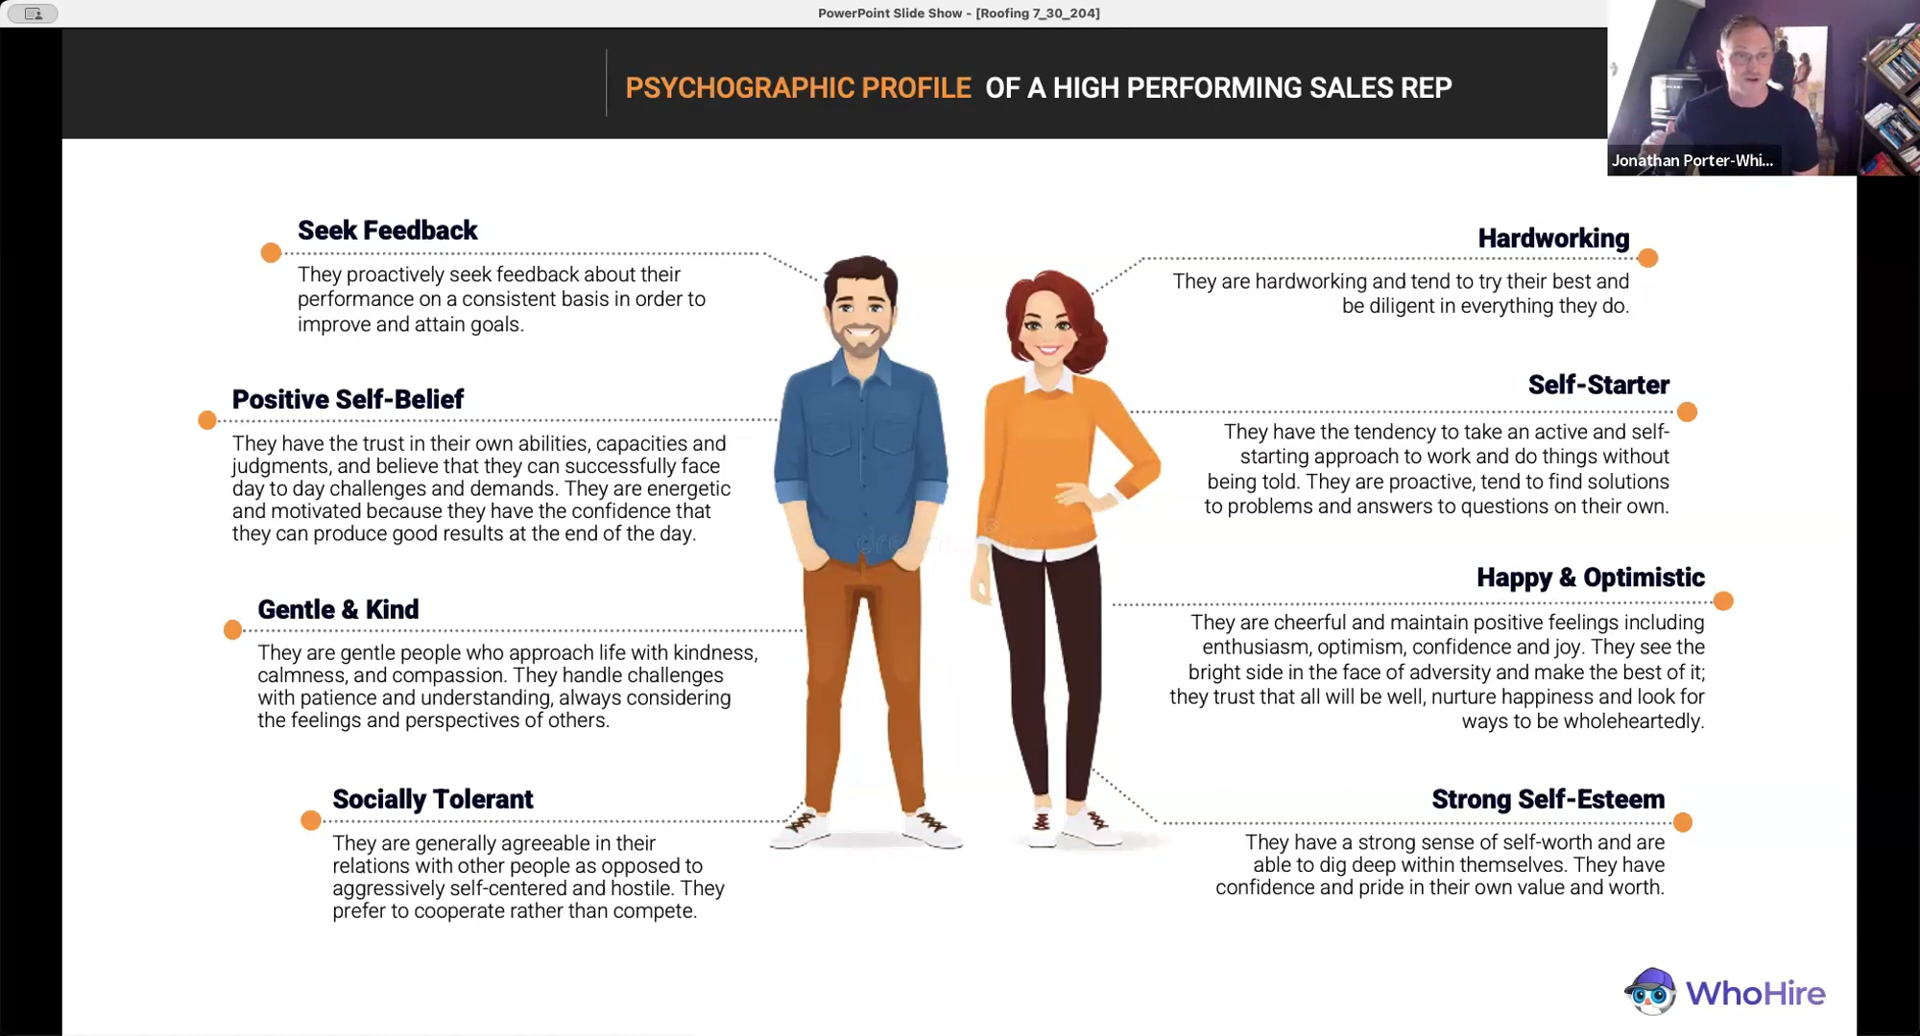 PowerPoint Slide Show - [Roofing 7_30_204]
PSYCHOGRAPHIC PROFILE OF A HIGH PERFORMING SALES REP
Jonathan Porter-Whi...
Seek Feedback
They proactively seek feedback about their
performance on a consistent basis in order to
improve and attain goals.
Positive Self-Belief
They have the trust in their own abilities, capacities and
judgments, and believe that they can successfully face
day to day challenges and demands. They are energetic
and motivated because they have the confidence that
they can produce good results at the end of the day.
Gentle & Kind
They are gentle people who approach life with kindness,
calmness, and compassion. They handle challenges
with patience and understanding, always considering
the feelings and perspectives of others.
Socially Tolerant
They are generally agreeable in their
relations with other people as opposed to
aggressively self-centered and hostile. They
prefer to cooperate rather than compete.
Hardworking
They are hardworking and tend to try their best and
be diligent in everything they do.
Self-Starter
They have the tendency to take an active and self-
starting approach to work and do things without
being told. They are proactive, tend to find solutions
to problems and answers to questions on their own.
Happy & Optimistic
They are cheerful and maintain positive feelings including
enthusiasm, optimism, confidence and joy. They see the
bright side in the face of adversity and make the best of it;
they trust that all will be well, nurture happiness and look for
ways to be wholeheartedly.
Strong Self-Esteem
They have a strong sense of self-worth and are
able to dig deep within themselves. They have
confidence and pride in their own value and worth.
WhoHire